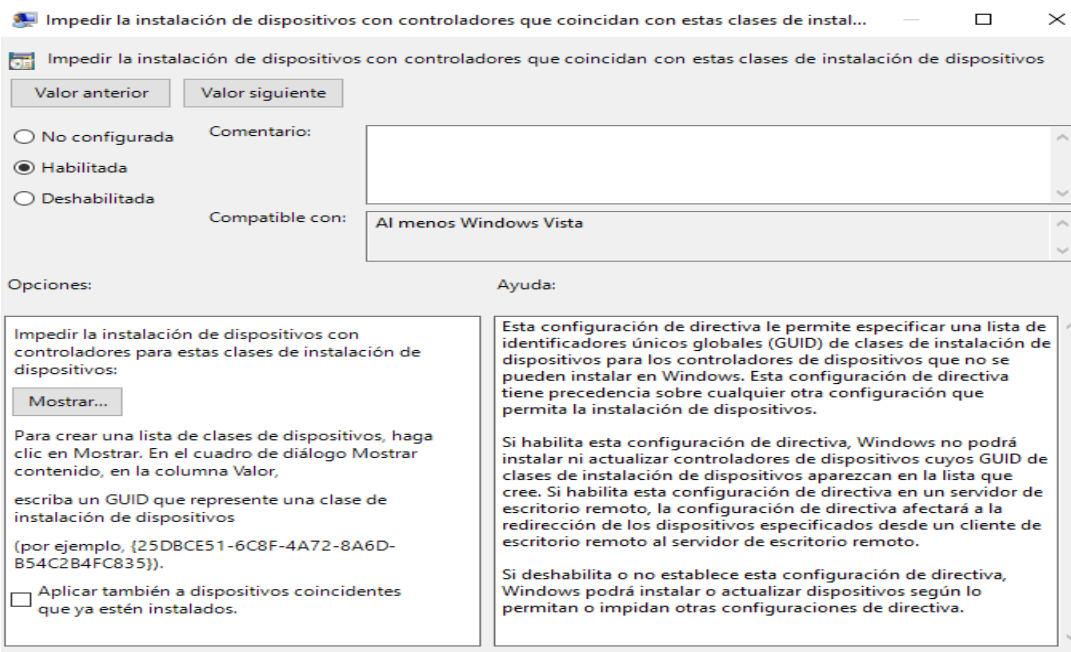 Impedir la instalación de dispositivos con controladores que coincidan con estas clases de instal...
Impedir la instalación de dispositivos con controladores que coincidan con estas clases de instalación de dispositivos
Valor anterior
Valor siguiente
No configurada
Habilitada
Deshabilitada
Comentario:
Compatible con:
Al menos Windows Vista
Opciones:
Ayuda:
Impedir la instalación de dispositivos con
controladores para estas clases de instalación de
dispositivos:
Mostrar...
Para crear una lista de clases de dispositivos, haga
clic en Mostrar. En el cuadro de diálogo Mostrar
contenido, en la columna Valor,
escriba un GUID que represente una clase de
instalación de dispositivos
(por ejemplo, {25DBCE51-6C8F-4A72-8A6D-
B54C2B4FC835}).
Aplicar también a dispositivos coincidentes
que ya estén instalados.
Esta configuración de directiva le permite especificar una lista de
identificadores únicos globales (GUID) de clases de instalación de
dispositivos para los controladores de dispositivos que no se
pueden instalar en Windows. Esta configuración de directiva
tiene precedencia sobre cualquier otra configuración que
permita la instalación de dispositivos.
Si habilita esta configuración de directiva, Windows no podrá
instalar ni actualizar controladores de dispositivos cuyos GUID de
clases de instalación de dispositivos aparezcan en la lista que
cree. Si habilita esta configuración de directiva en un servidor de
escritorio remoto, la configuración de directiva afectará a la
redirección de los dispositivos especificados desde un cliente de
escritorio remoto al servidor de escritorio remoto.
Si deshabilita o no establece esta configuración de directiva,
Windows podrá instalar o actualizar dispositivos según lo
permitan o impidan otras configuraciones de directiva.